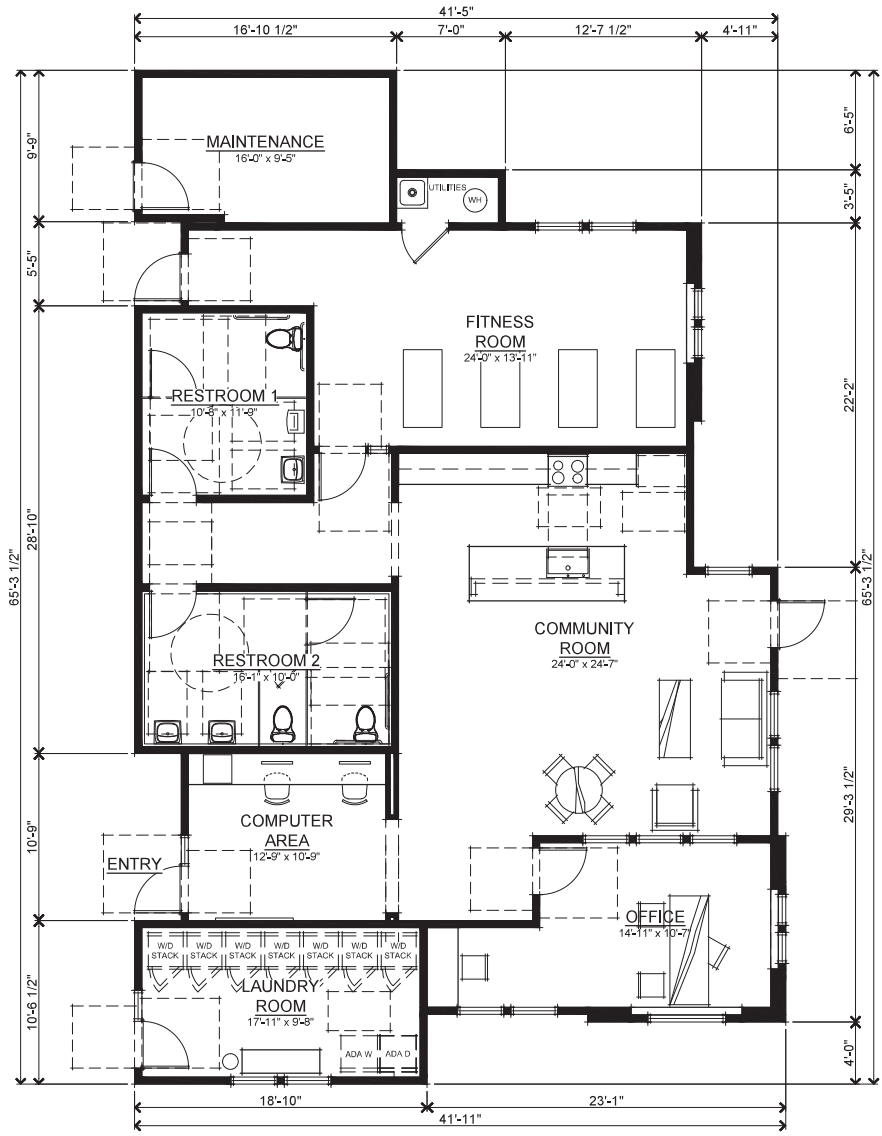 41'-5"
16'-10 1/2"
7'-0"
12'-7 1/2"
4'-11"
9'-9"
5'-5"
28'-10"
10'-9"
10'-6 1/2"
65'-3 1/2"
6'-5"
3'-5"
22'-2"
29'-3 1/2"
4'-0"
65'-3 1/2"
MAINTENANCE
16'-0" x 9'-5"
UTILITIES
WH
FITNESS
ROOM
24'-0" x 13'-11"
RESTROOM 1
10'-8" x 11'-9"
COMMUNITY
ROOM
24'-0" x 24'-7"
RESTROOM 2
16'-1" x 10'-0"
COMPUTER
AREA
12'-9" x 10'-9"
ENTRY
OFFICE
14'-11" x 10'-7"
W/D
STACK
W/D
STACK
W/D
STACK
W/D
STACK
W/D
STACK
W/D
STACK
W/D
STACK
LAUNDRY
ROOM
17'-11" x 9'-8"
ADA W
ADA D
18'-10"
23'-1"
41'-11"